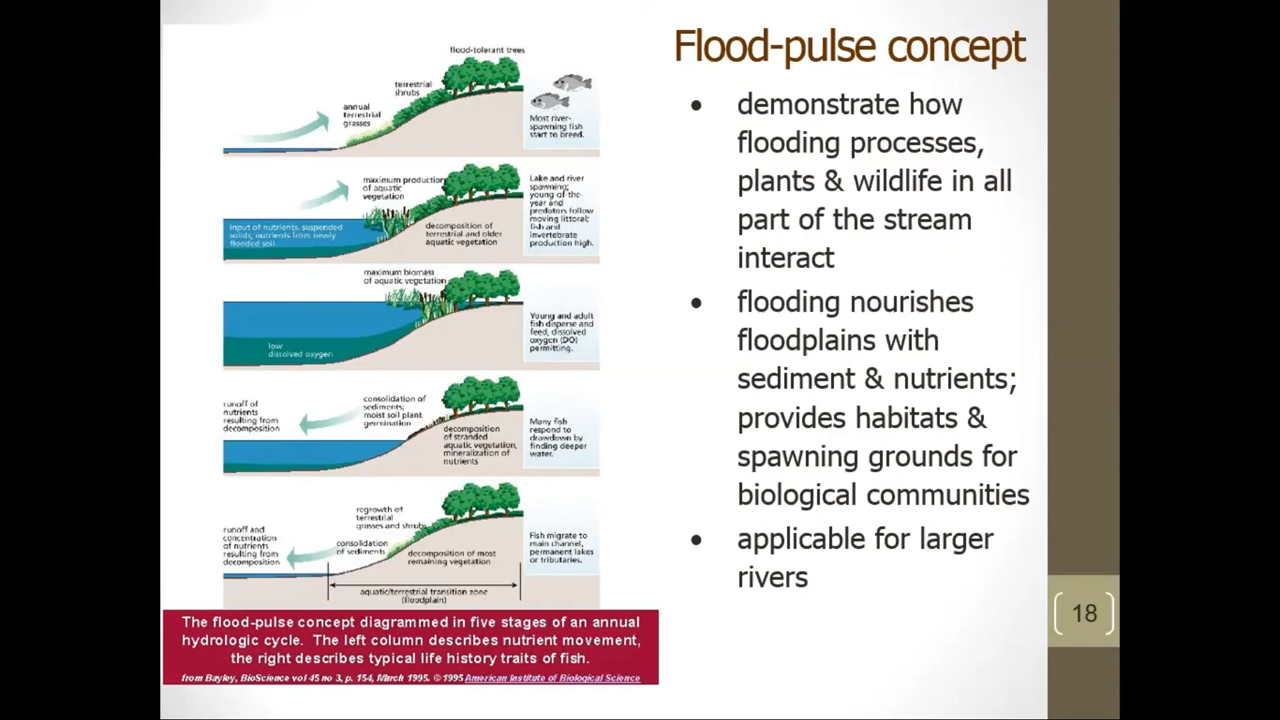 Flood-pulse concept
• demonstrate how
flooding processes,
plants & wildlife in all
part of the stream
interact
• flooding nourishes
floodplains with
sediment & nutrients;
provides habitats &
spawning grounds for
biological communities
• applicable for larger
rivers
18
flood-tolerant trees
terrestrial
shrubs
annual
terrestrial
grasses
Most river-
spawning fish
start to breed.
maximum production
of aquatic
vegetation
input of nutrients, suspended
solids; nutrients from newly
flooded soil
decomposition of
terrestrial and older
aquatic vegetation
Lake and river
spawning;
young-of-the-
year and
predators follow
moving littoral;
fish and
invertebrate
production high.
maximum biomass
of aquatic vegetation
low
dissolved oxygen
Young and adult
fish disperse and
feed, dissolved
oxygen (DO)
permitting.
runoff of
nutrients
resulting from
decomposition
consolidation of
sediments;
moist soil plant
germination
decomposition
of stranded
aquatic vegetation,
mineralization of
nutrients
Many fish
respond to
drawdown by
finding deeper
water.
regrowth of
terrestrial
grasses and shrubs
runoff and
concentration
of nutrients
resulting from
decomposition
consolidation
of sediments
decomposition of most
remaining vegetation
Fish migrate to
main channel,
permanent lakes
or tributaries.
aquatic/terrestrial transition zone
(floodplain)
The flood-pulse concept diagrammed in five stages of an annual
hydrologic cycle. The left column describes nutrient movement,
the right describes typical life history traits of fish.
from Bayley, BioScience vol 45 no 3, p. 154, March 1995. © 1995 American Institute of Biological Science